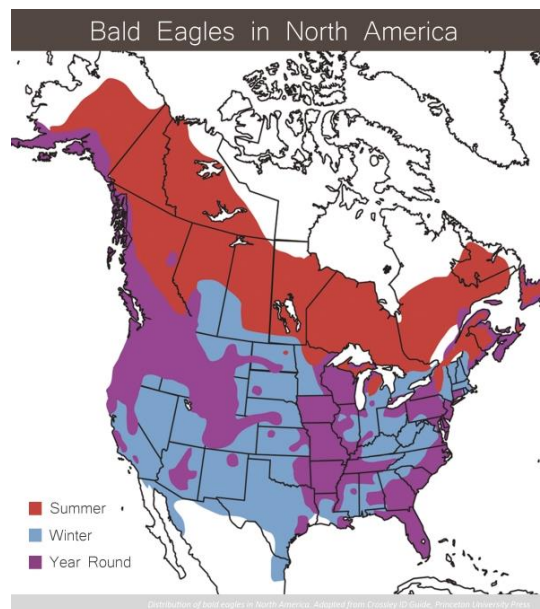 Bald Eagles in North America
Summer
Winter
Year Round
Distribution of bald eagles in North America. Adapted from Crossley ID Guide, Princeton University Press